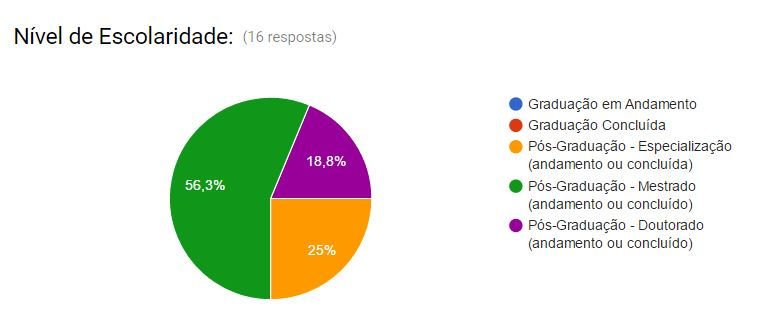 Nível de Escolaridade: (16 respostas)
56,3%
18,8%
25%
Graduação em Andamento
Graduação Concluída
Pós-Graduação - Especialização
(andamento ou concluída)
Pós-Graduação - Mestrado
(andamento ou concluído)
Pós-Graduação - Doutorado
(andamento ou concluído)